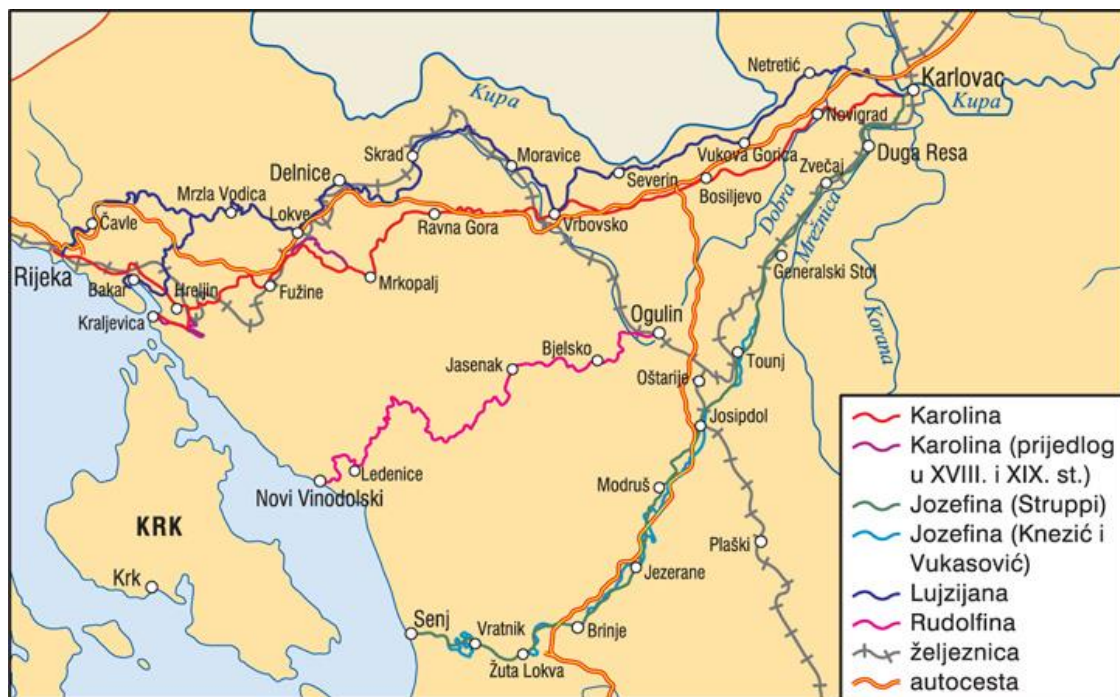 Netretić
Karlovac
Kupa
Kupa
Novigrad
Skrad
Moravice
Vukova Gorica
Duga Resa
Delnice
Severin
Zvečaj
Mrzla Vodica
Bosiljevo
Lokve
Dobra
Čavle
Ravna Gora
Vrbovsko
Mrežnica
Rijeka
Mrkopalj
Generalski Stol
Bakar
Hreljin
Fužine
Kraljevica
Korana
Ogulin
Bjelsko
Tounj
Jasenak
Oštarije
Josipdol
Ledenice
Novi Vinodolski
Modruš
KRK
Plaški
Jezerane
Krk
Senj
Vratnik
Brinje
Žuta Lokva
Karolina
Karolina (prijedlog
u XVIII. i XIX. st.)
Jozefina (Struppi)
Jozefina (Knezić i
Vukasović)
Lujzijana
Rudolfina
željeznica
autocesta